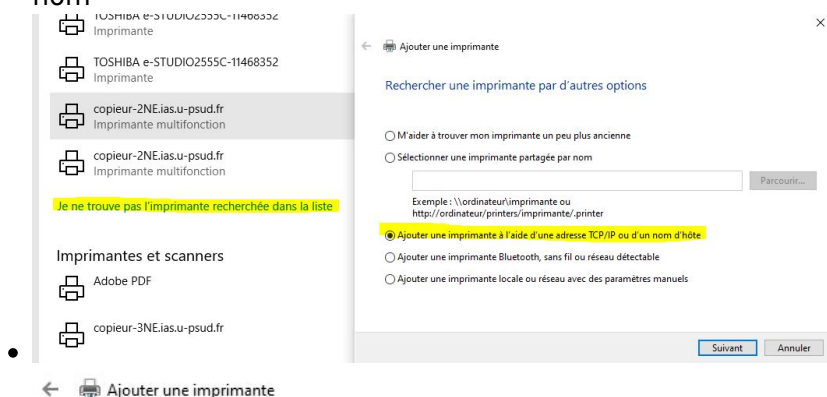 nom
TOSHIBA e-STUDIO2555C-11468352
Imprimante
TOSHIBA e-STUDIO2555C-11468352
Imprimante
copieur-2NE.ias.u-psud.fr
Imprimante multifonction
copieur-2NE.ias.u-psud.fr
Imprimante multifonction
Je ne trouve pas l'imprimante recherchée dans la liste
Imprimantes et scanners
Adobe PDF
copieur-3NE.ias.u-psud.fr
Ajouter une imprimante
Rechercher une imprimante par d'autres options
M'aider à trouver mon imprimante un peu plus ancienne
Sélectionner une imprimante partagée par nom
Parcourir...
Exemple : \\ordinateur\imprimante ou
http://ordinateur/printers/imprimante/.printer
Ajouter une imprimante à l'aide d'une adresse TCP/IP ou d'un nom d'hôte
Ajouter une imprimante Bluetooth, sans fil ou réseau détectable
Ajouter une imprimante locale ou réseau avec des paramètres manuels
Suivant
Annuler
Ajouter une imprimante